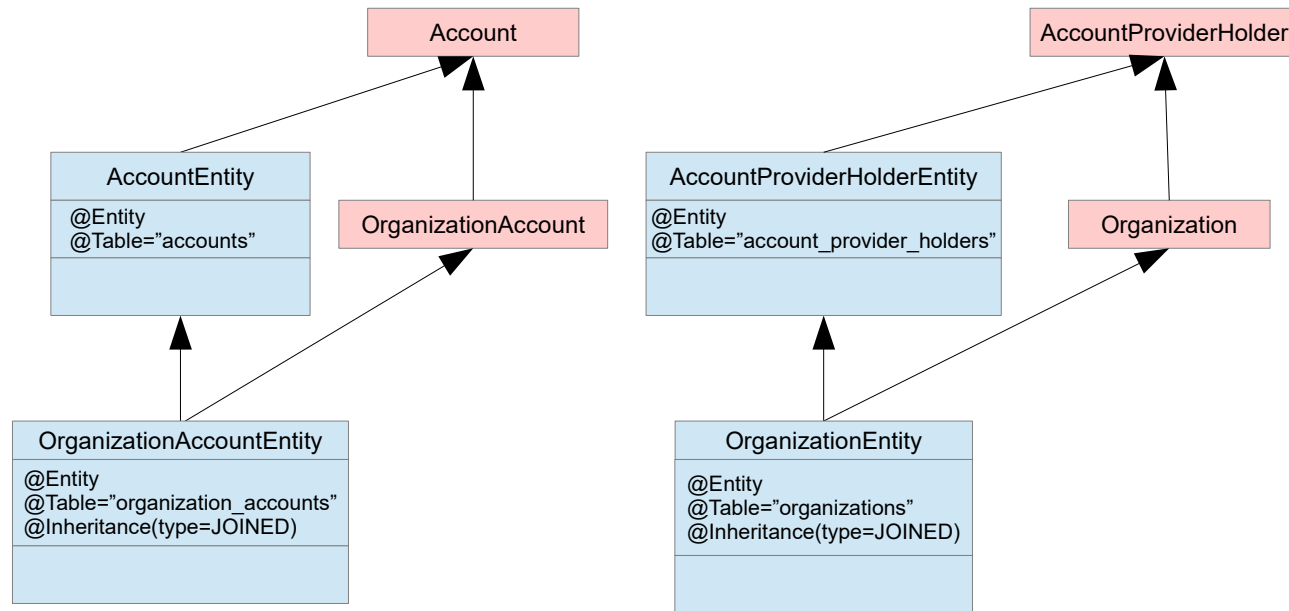 Account
AccountProviderHolder
AccountEntity
@Entity
@Table=”accounts”
OrganizationAccount
AccountProviderHolderEntity
@Entity
@Table=”account_provider_holders”
Organization
OrganizationAccountEntity
@Entity
@Table=”organization_accounts”
@Inheritance(type=JOINED)
OrganizationEntity
@Entity
@Table=”organizations”
@Inheritance(type=JOINED)